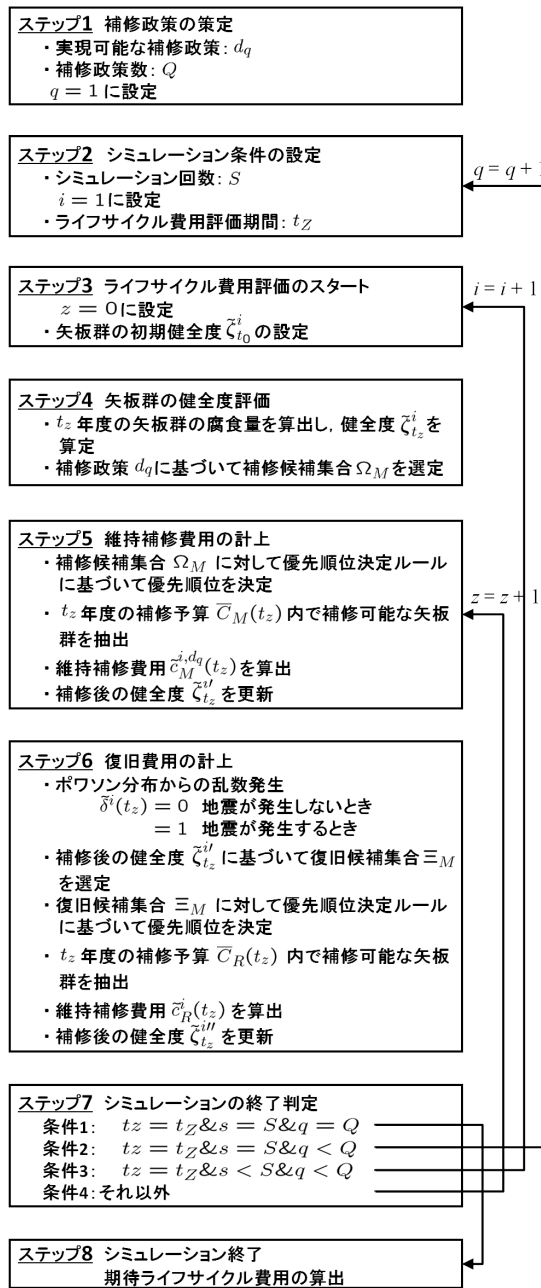 ステップ1 補修政策の策定
・実現可能な補修政策: d_q
・補修政策数: Q
q = 1 に設定
ステップ2 シミュレーション条件の設定
・シミュレーション回数: S
i = 1に設定
・ライフサイクル費用評価期間: t_Z
q = q + 1
ステップ3 ライフサイクル費用評価のスタート
z = 0に設定
・矢板群の初期健全度 ζ̃^i_{t_0} の設定
i = i + 1
ステップ4 矢板群の健全度評価
・t_z 年度の矢板群の腐食量を算出し, 健全度 ζ̃^i_{t_z} を
算定
・補修政策 d_q に基づいて補修候補集合 Ω_M を選定
ステップ5 維持補修費用の計上
・補修候補集合 Ω_M に対して優先順位決定ルール
に基づいて優先順位を決定
・t_z 年度の補修予算 C̅_M(t_z) 内で補修可能な矢板
群を抽出
・維持補修費用 c̃_M^{i,d_q}(t_z) を算出
・補修後の健全度 ζ̃^{i′}_{t_z} を更新
z = z + 1
ステップ6 復旧費用の計上
・ポワソン分布からの乱数発生
δ̃^i(t_z) = 0 地震が発生しないとき
= 1 地震が発生するとき
・補修後の健全度 ζ̃^{i′}_{t_z} に基づいて復旧候補集合 Ξ_M
を選定
・復旧候補集合 Ξ_M に対して優先順位決定ルール
に基づいて優先順位を決定
・t_z 年度の補修予算 C̅_R(t_z) 内で補修可能な矢板
群を抽出
・維持補修費用 c̃^i_R(t_z) を算出
・補修後の健全度 ζ̃^{i″}_{t_z} を更新
ステップ7 シミュレーションの終了判定
条件1: tz = t_Z&s = S&q = Q
条件2: tz = t_Z&s = S&q < Q
条件3: tz = t_Z&s < S&q < Q
条件4:それ以外
ステップ8 シミュレーション終了
期待ライフサイクル費用の算出